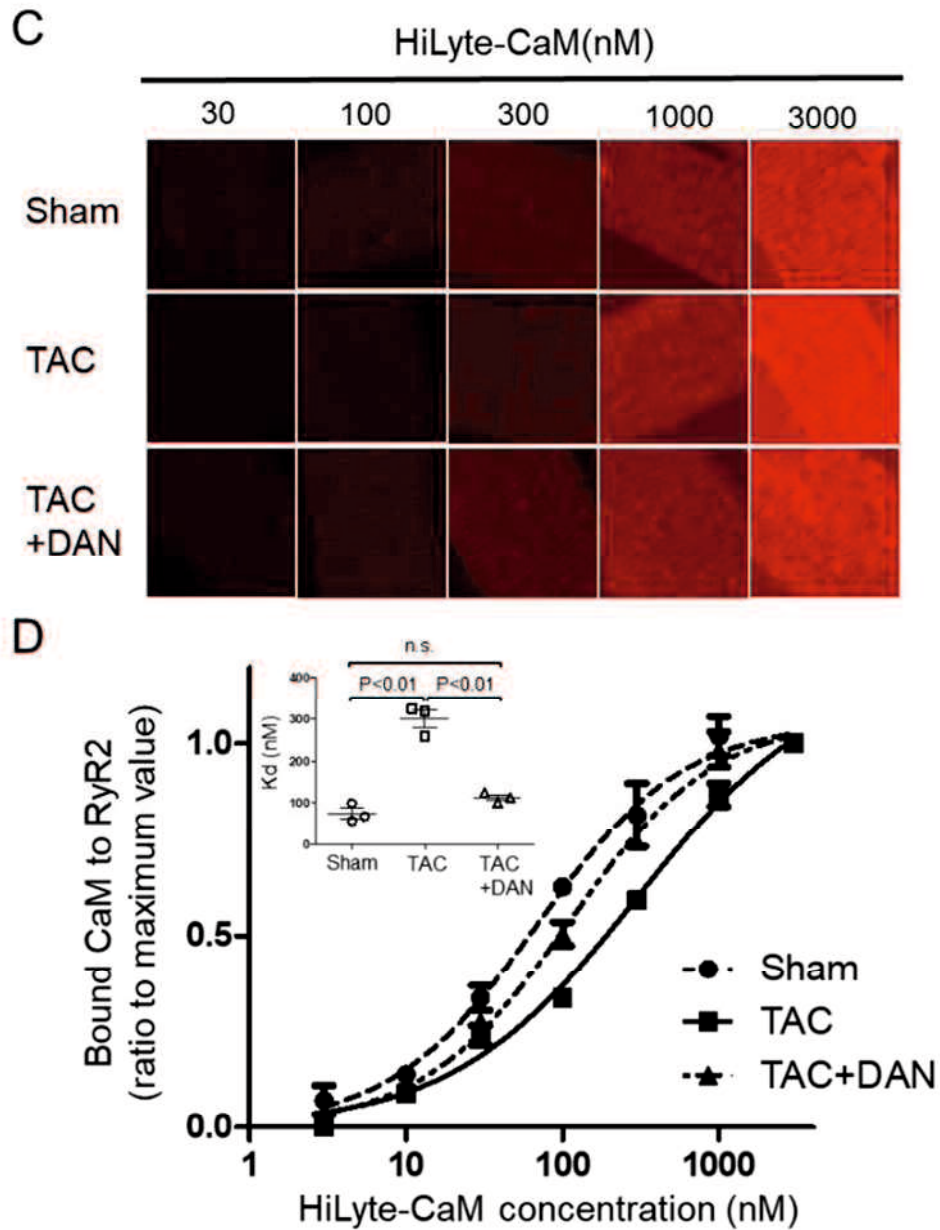 C
HiLyte-CaM(nM)
30 100 300 1000 3000
Sham
TAC
TAC
+DAN
D
n.s.
P<0.01 P<0.01
400
300
200
100
0
Kd (nM)
Sham TAC TAC
+DAN
Bound CaM to RyR2
(ratio to maximum value)
1.0
0.5
0.0
Sham
TAC
TAC+DAN
1 10 100 1000
HiLyte-CaM concentration (nM)